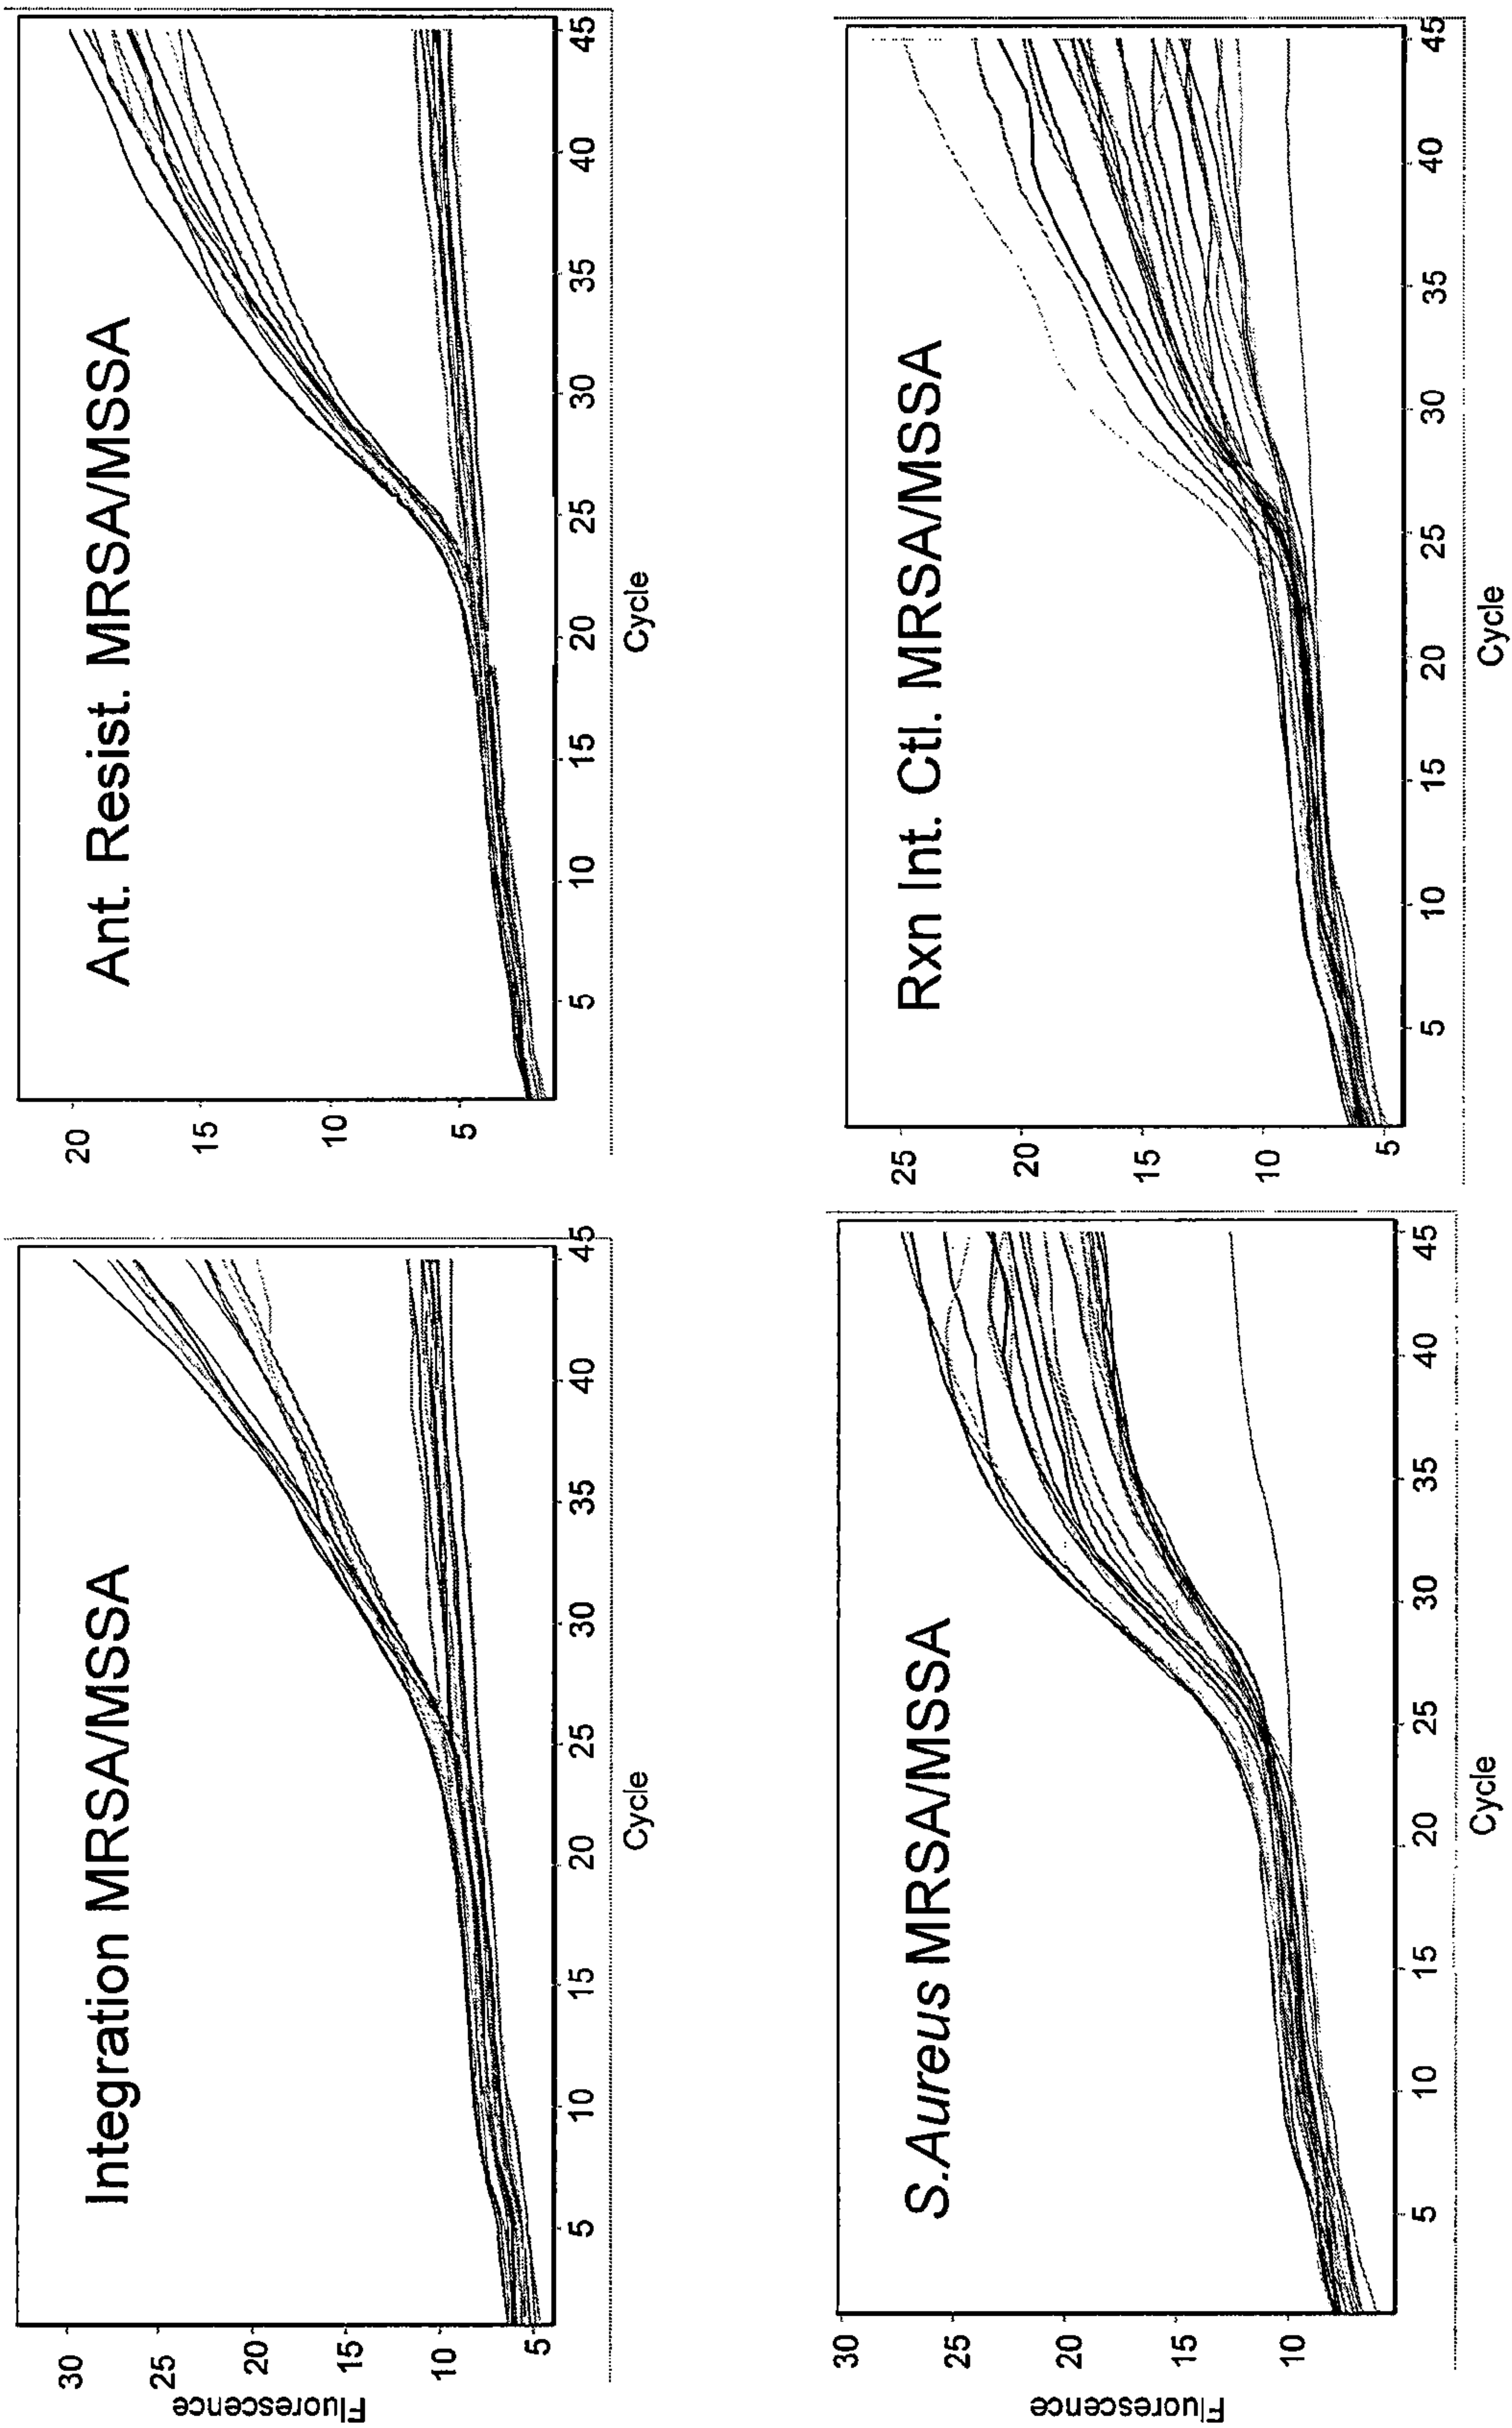 Integration MRSA/MSSA
Fluorescence
30
25
20
15
10
5
5 10 15 20 25 30 35 40 45
Cycle
Ant. Resist. MRSA/MSSA
20
15
10
5
5 10 15 20 25 30 35 40 45
Cycle
S.Aureus MRSA/MSSA
Fluorescence
30
25
20
15
10
5 10 15 20 25 30 35 40 45
Cycle
Rxn Int. Ctl. MRSA/MSSA
25
20
15
10
5
5 10 15 20 25 30 35 40 45
Cycle